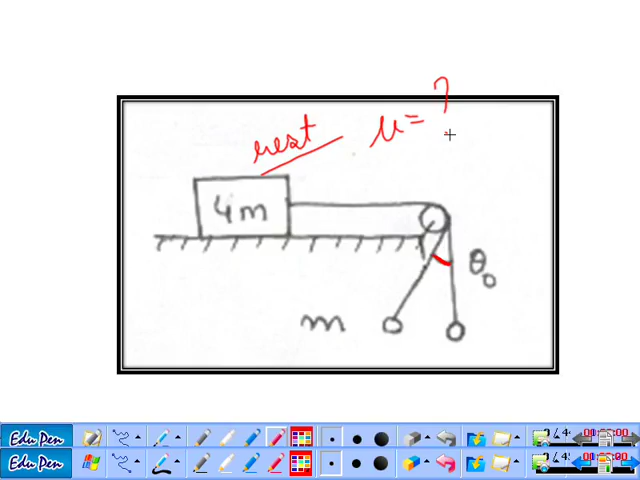 rest μ = ?
4m
θ₀
m
Edu Pen
Edu Pen